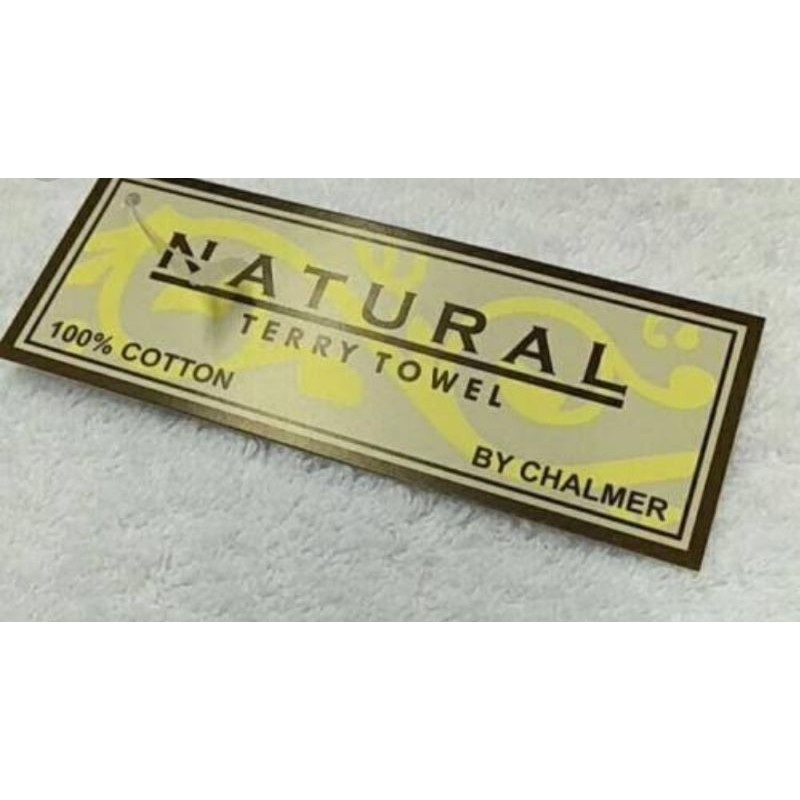 NATURAL
TERRY TOWEL
100% COTTON
BY CHALMER